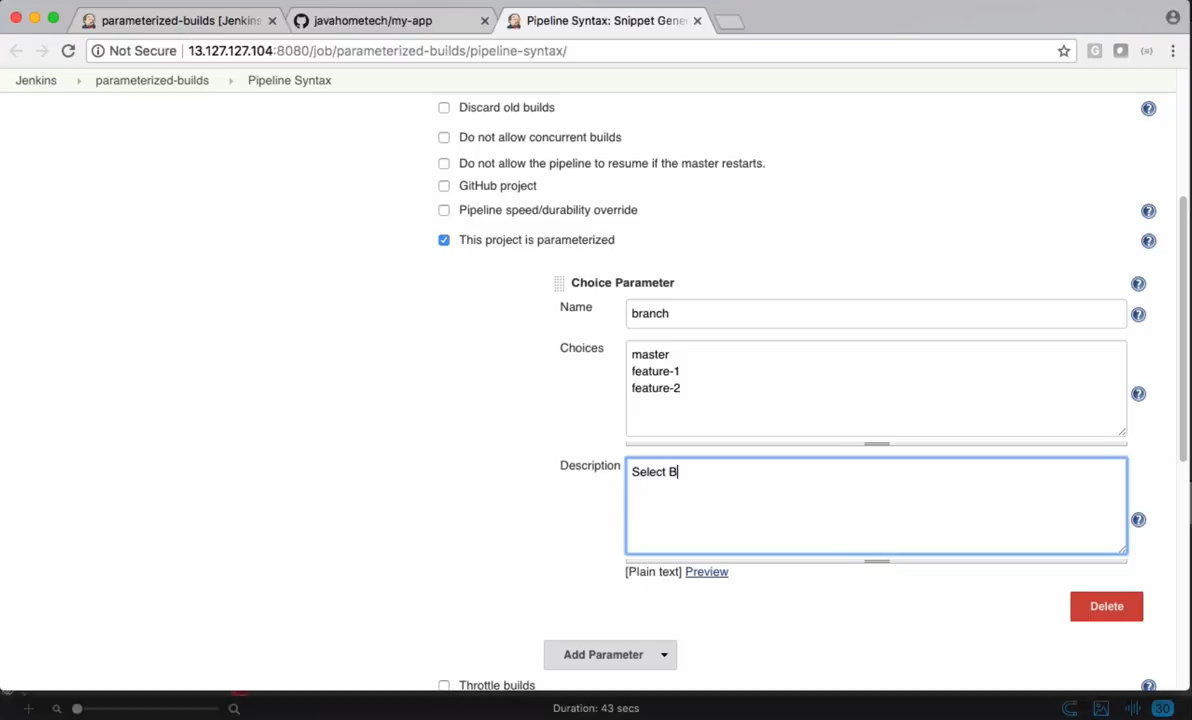 parameterized-builds [Jenkins
javahometech/my-app
Pipeline Syntax: Snippet Gene
Not Secure 13.127.127.104:8080/job/parameterized-builds/pipeline-syntax/
Jenkins parameterized-builds Pipeline Syntax
Discard old builds
Do not allow concurrent builds
Do not allow the pipeline to resume if the master restarts.
GitHub project
Pipeline speed/durability override
This project is parameterized
Choice Parameter
Name
branch
Choices
master
feature-1
feature-2
Description
Select B
[Plain text] Preview
Delete
Add Parameter
Throttle builds
Duration: 43 secs
30